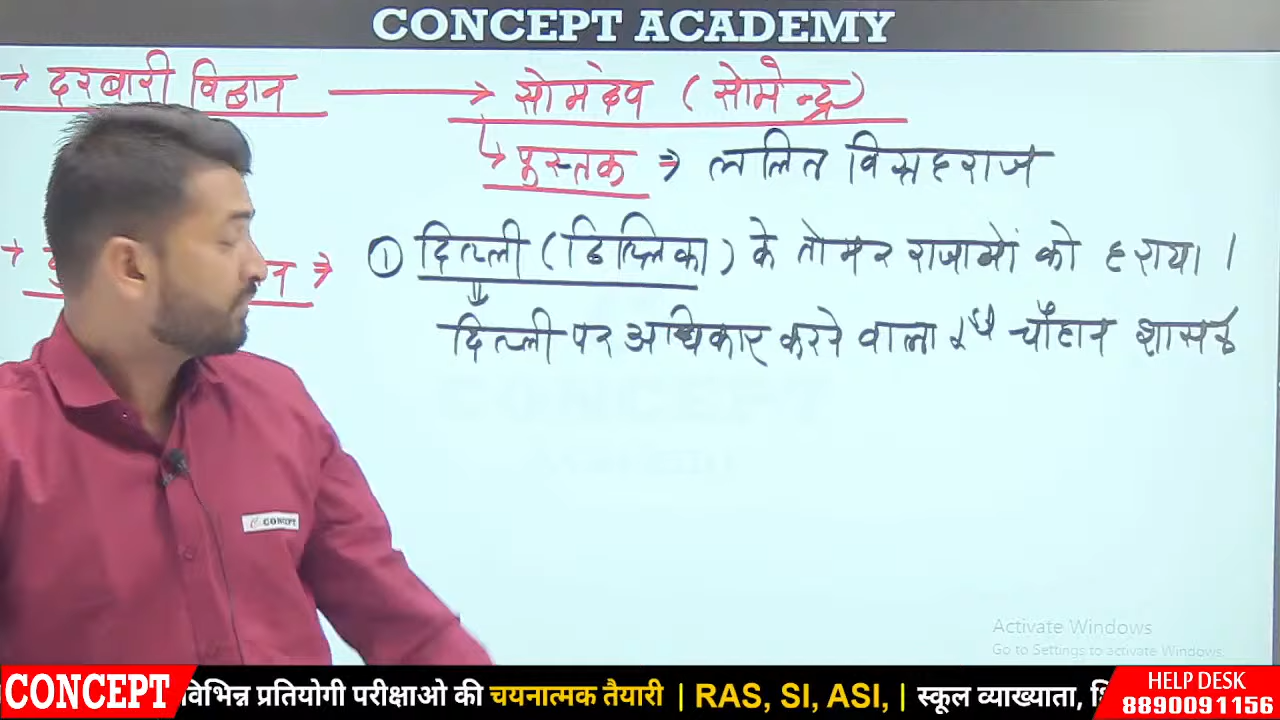 CONCEPT ACADEMY
→ दरबारी विद्वान → सोमदेव (सोमेन्द्र)
↳ पुस्तक ⇒ ललित विग्रहराज
① दिल्ली (ढिल्लिका) के तोमर राजाओं को हराया।
दिल्ली पर अधिकार करने वाला चौहान शासक
CONCEPT
Activate Windows
Go to Settings to activate Windows.
CONCEPT विभिन्न प्रतियोगी परीक्षाओ की चयनात्मक तैयारी | RAS, SI, ASI, | स्कूल व्याख्याता,
HELP DESK
8890091156